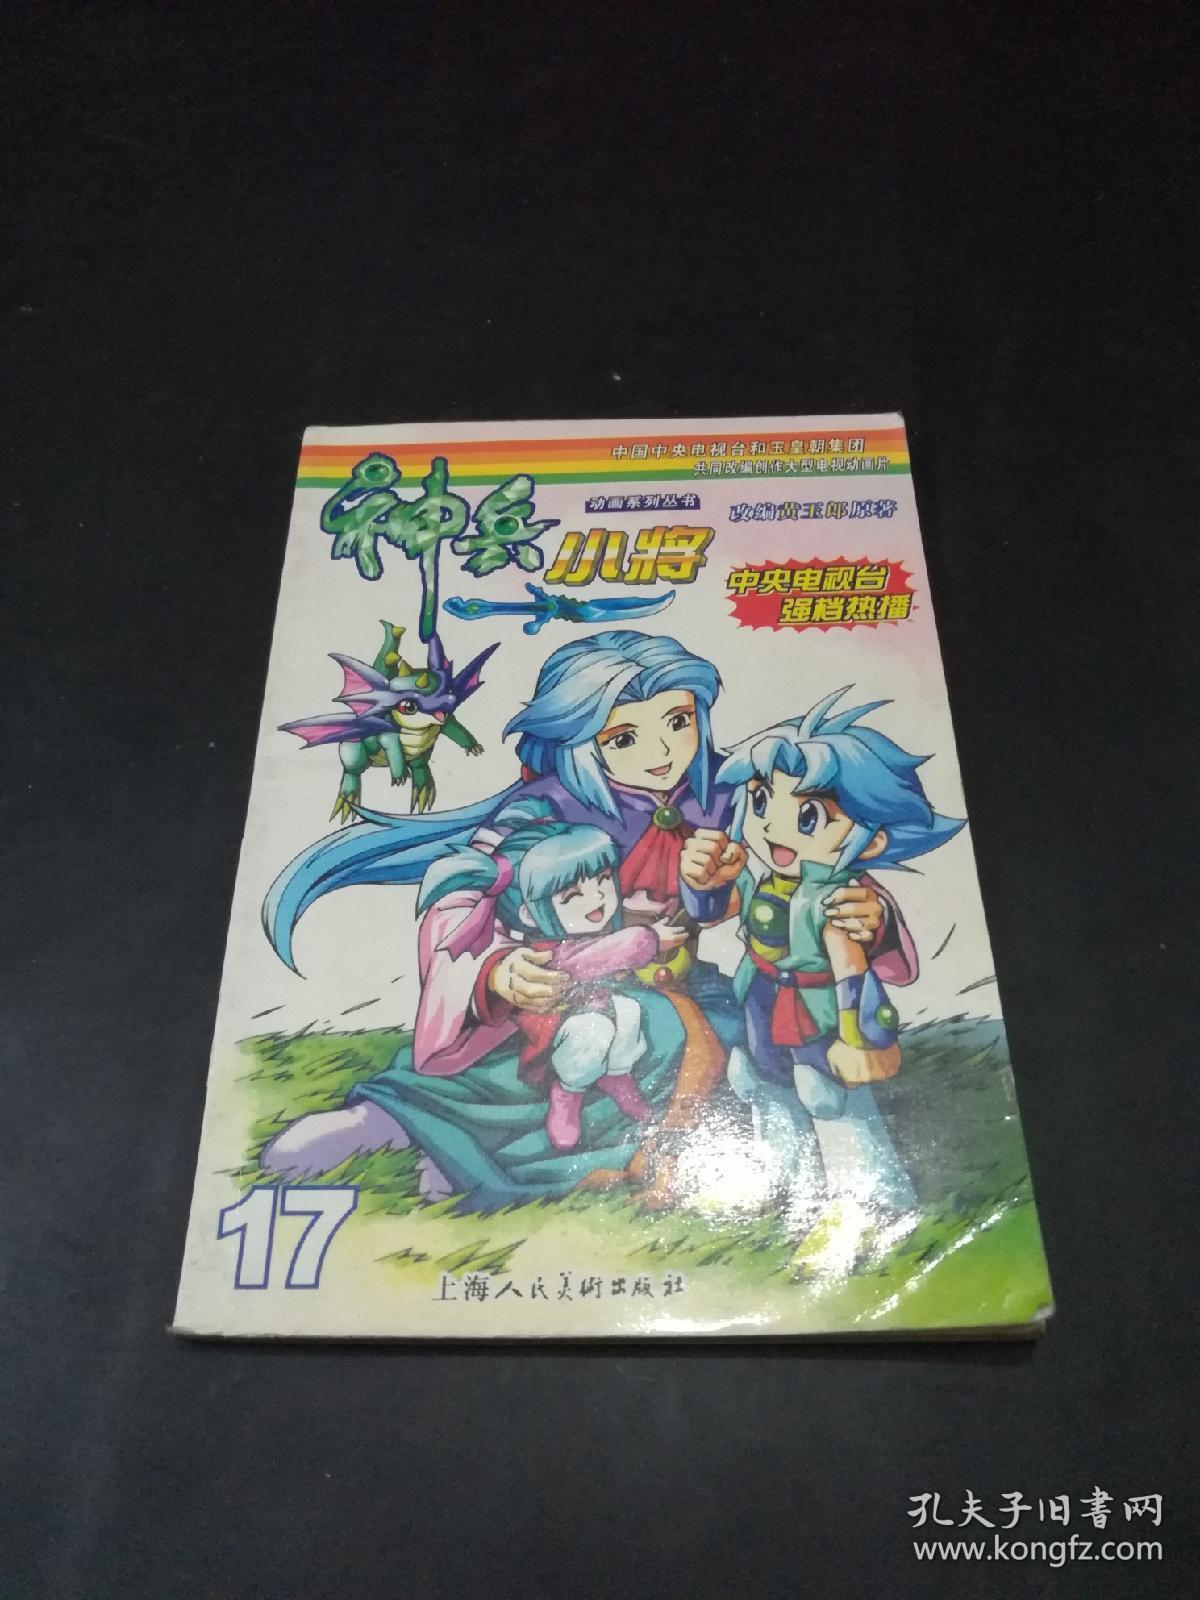 中国中央电视台和玉皇朝集团
共同改编创作大型电视动画片
神兵
小將
动画系列丛书
改编黄玉郎原著
中央电视台
强档热播
17
上海人民美術出版社
孔夫子旧書网
www.kongfz.com